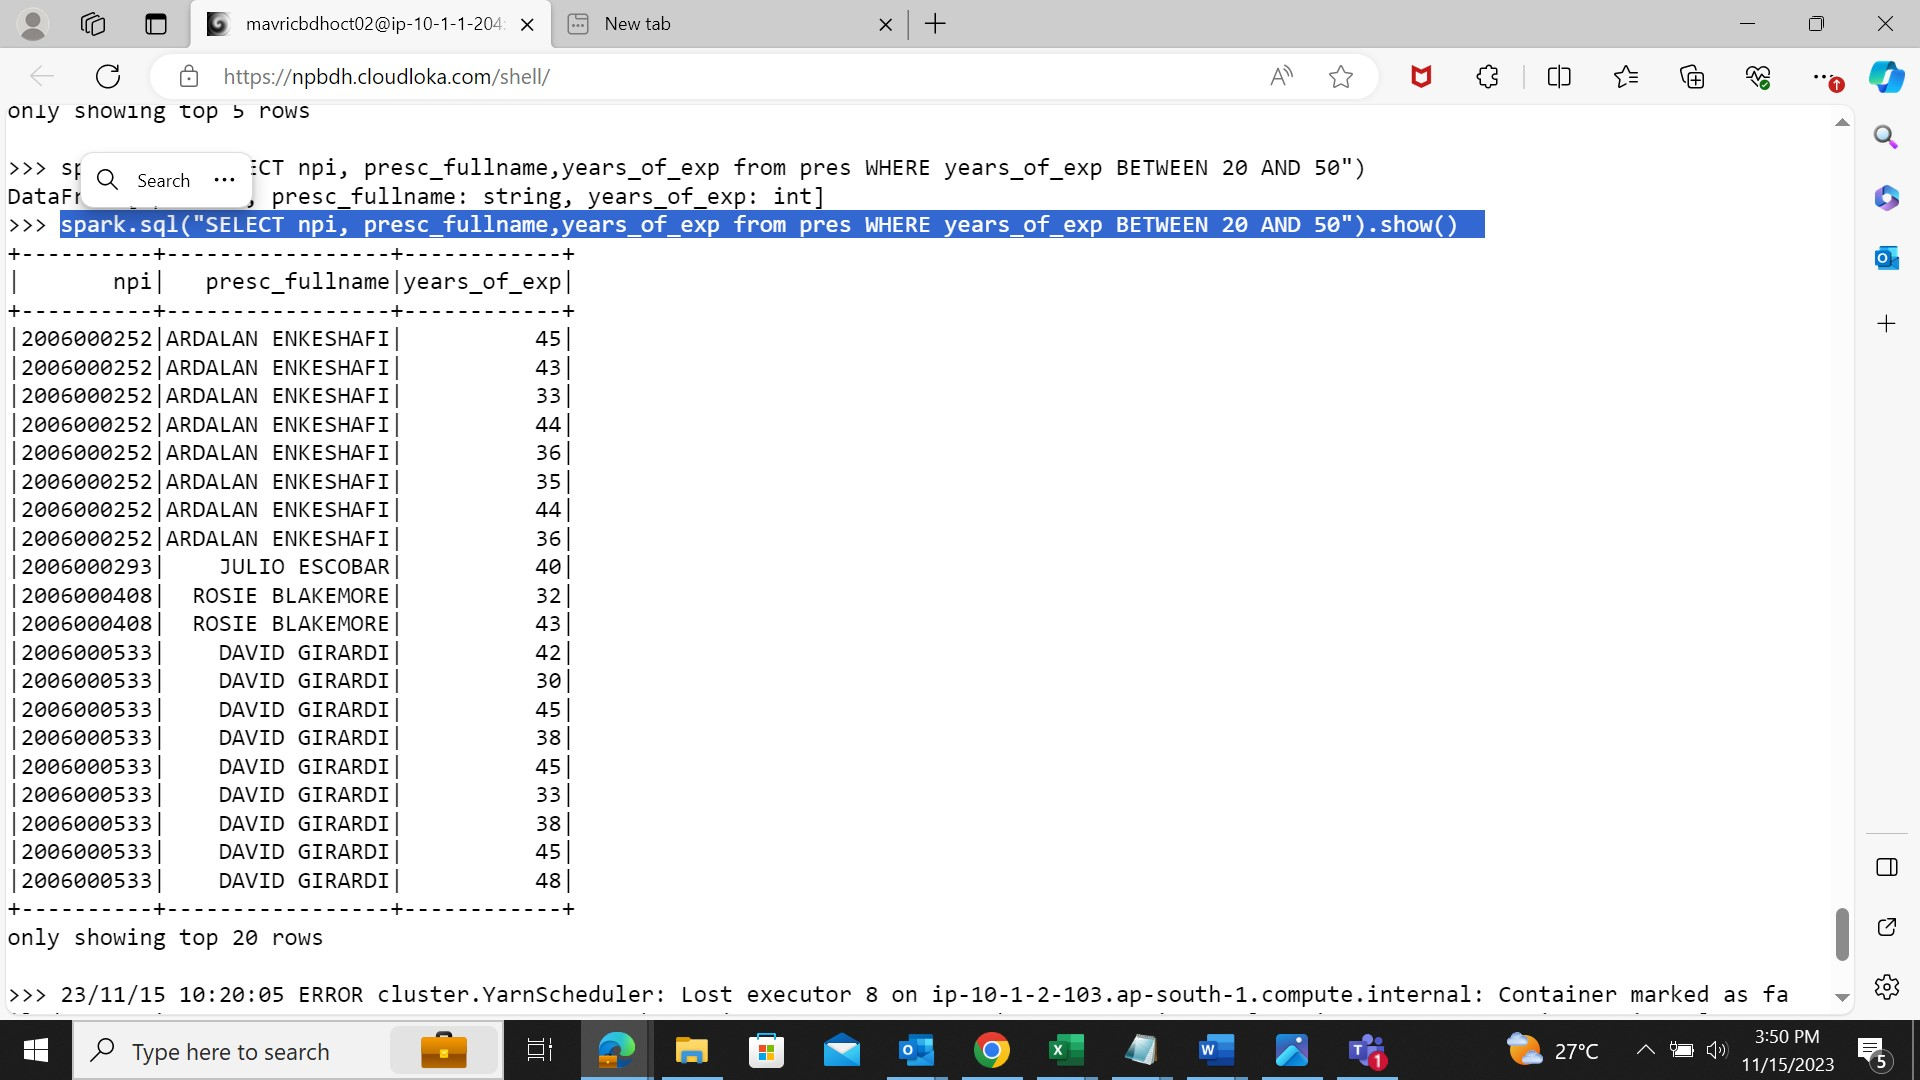 mavricbdhoct02@ip-10-1-1-204:
New tab
https://npbdh.cloudloka.com/shell/
only showing top 5 rows
>>> sp ECT npi, presc_fullname,years_of_exp from pres WHERE years_of_exp BETWEEN 20 AND 50")
Search ...
DataFr , presc_fullname: string, years_of_exp: int]
>>> spark.sql("SELECT npi, presc_fullname,years_of_exp from pres WHERE years_of_exp BETWEEN 20 AND 50").show()
+----------+-----------------+------------+
|       npi|   presc_fullname|years_of_exp|
+----------+-----------------+------------+
|2006000252|ARDALAN ENKESHAFI|          45|
|2006000252|ARDALAN ENKESHAFI|          43|
|2006000252|ARDALAN ENKESHAFI|          33|
|2006000252|ARDALAN ENKESHAFI|          44|
|2006000252|ARDALAN ENKESHAFI|          36|
|2006000252|ARDALAN ENKESHAFI|          35|
|2006000252|ARDALAN ENKESHAFI|          44|
|2006000252|ARDALAN ENKESHAFI|          36|
|2006000293|    JULIO ESCOBAR|          40|
|2006000408|  ROSIE BLAKEMORE|          32|
|2006000408|  ROSIE BLAKEMORE|          43|
|2006000533|    DAVID GIRARDI|          42|
|2006000533|    DAVID GIRARDI|          30|
|2006000533|    DAVID GIRARDI|          45|
|2006000533|    DAVID GIRARDI|          38|
|2006000533|    DAVID GIRARDI|          45|
|2006000533|    DAVID GIRARDI|          33|
|2006000533|    DAVID GIRARDI|          38|
|2006000533|    DAVID GIRARDI|          45|
|2006000533|    DAVID GIRARDI|          48|
+----------+-----------------+------------+
only showing top 20 rows
>>> 23/11/15 10:20:05 ERROR cluster.YarnScheduler: Lost executor 8 on ip-10-1-2-103.ap-south-1.compute.internal: Container marked as fa
Type here to search
27°C
3:50 PM
11/15/2023
1
5